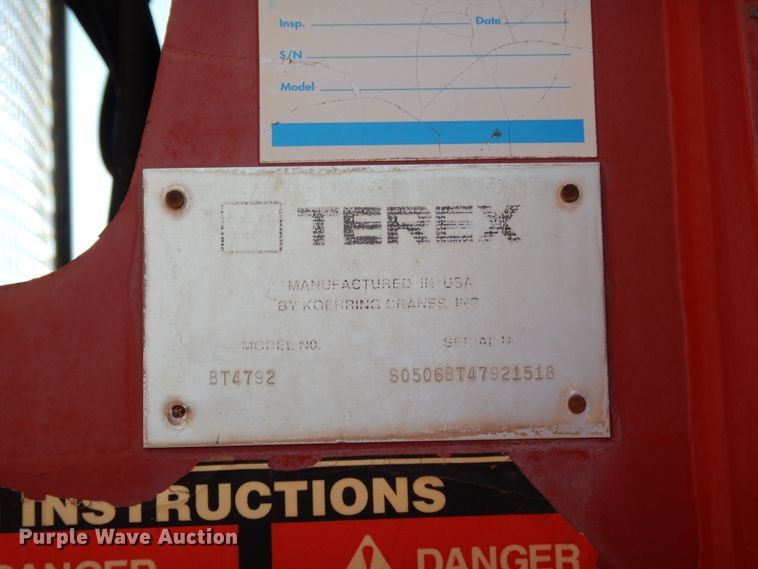 Insp. Date
S/N
Model
TEREX
MANUFACTURED IN USA
BY KOEHRING CRANES INC
MODEL NO. SERIAL N
BT4792 S0506BT47921518
INSTRUCTIONS
DANGER DANGER
Purple Wave Auction